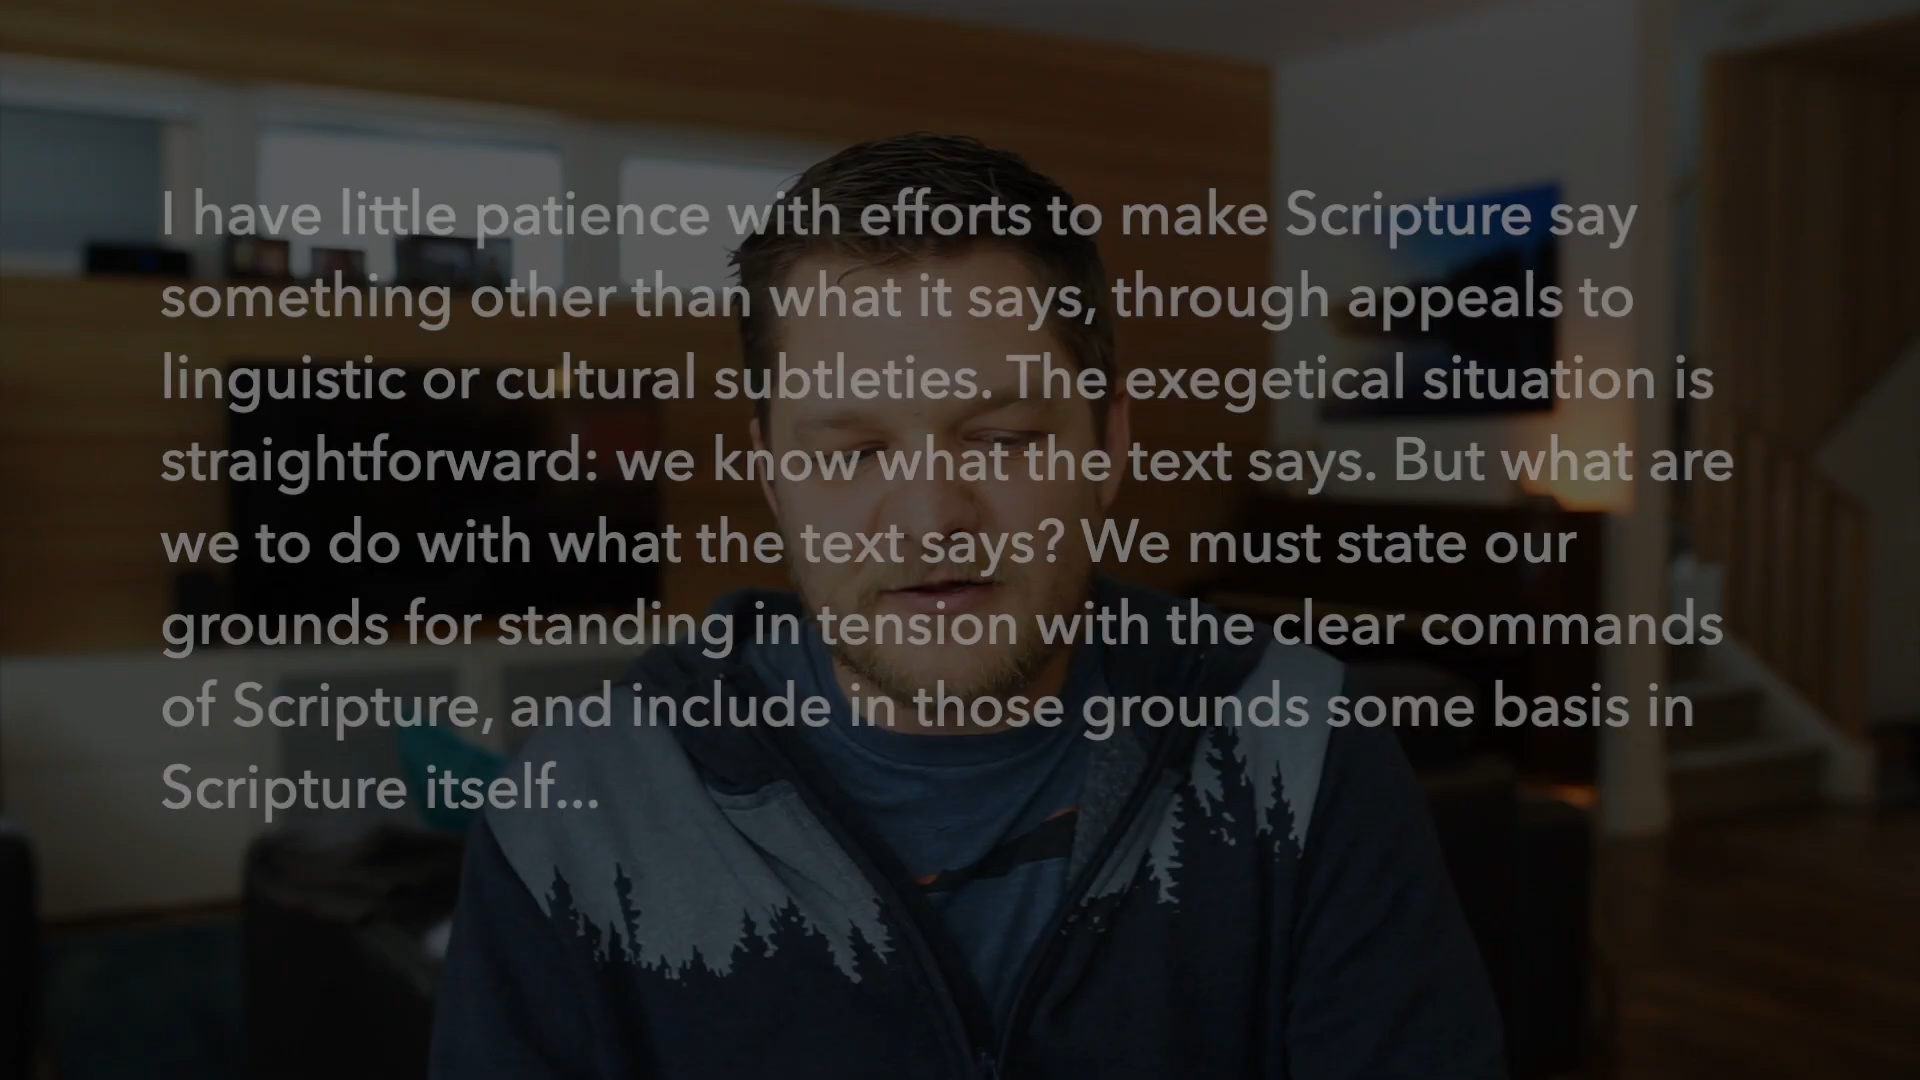 I have little patience with efforts to make Scripture say
something other than what it says, through appeals to
linguistic or cultural subtleties. The exegetical situation is
straightforward: we know what the text says. But what are
we to do with what the text says? We must state our
grounds for standing in tension with the clear commands
of Scripture, and include in those grounds some basis in
Scripture itself...